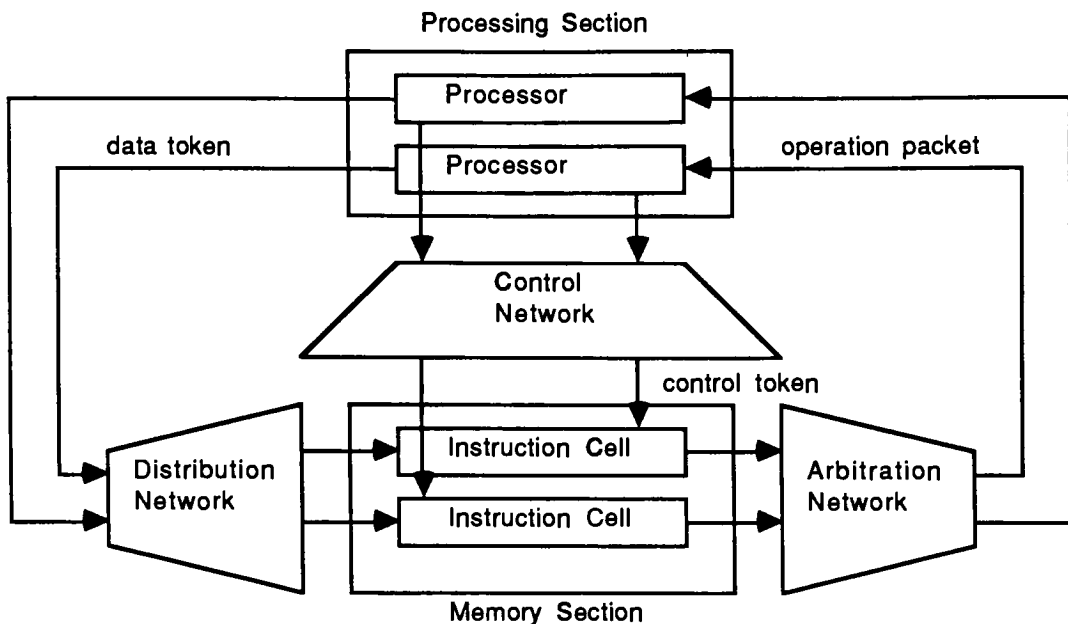 Processing Section
Processor
data token
Processor
operation packet
Control
Network
control token
Instruction Cell
Distribution
Network
Arbitration
Network
Instruction Cell
Memory Section